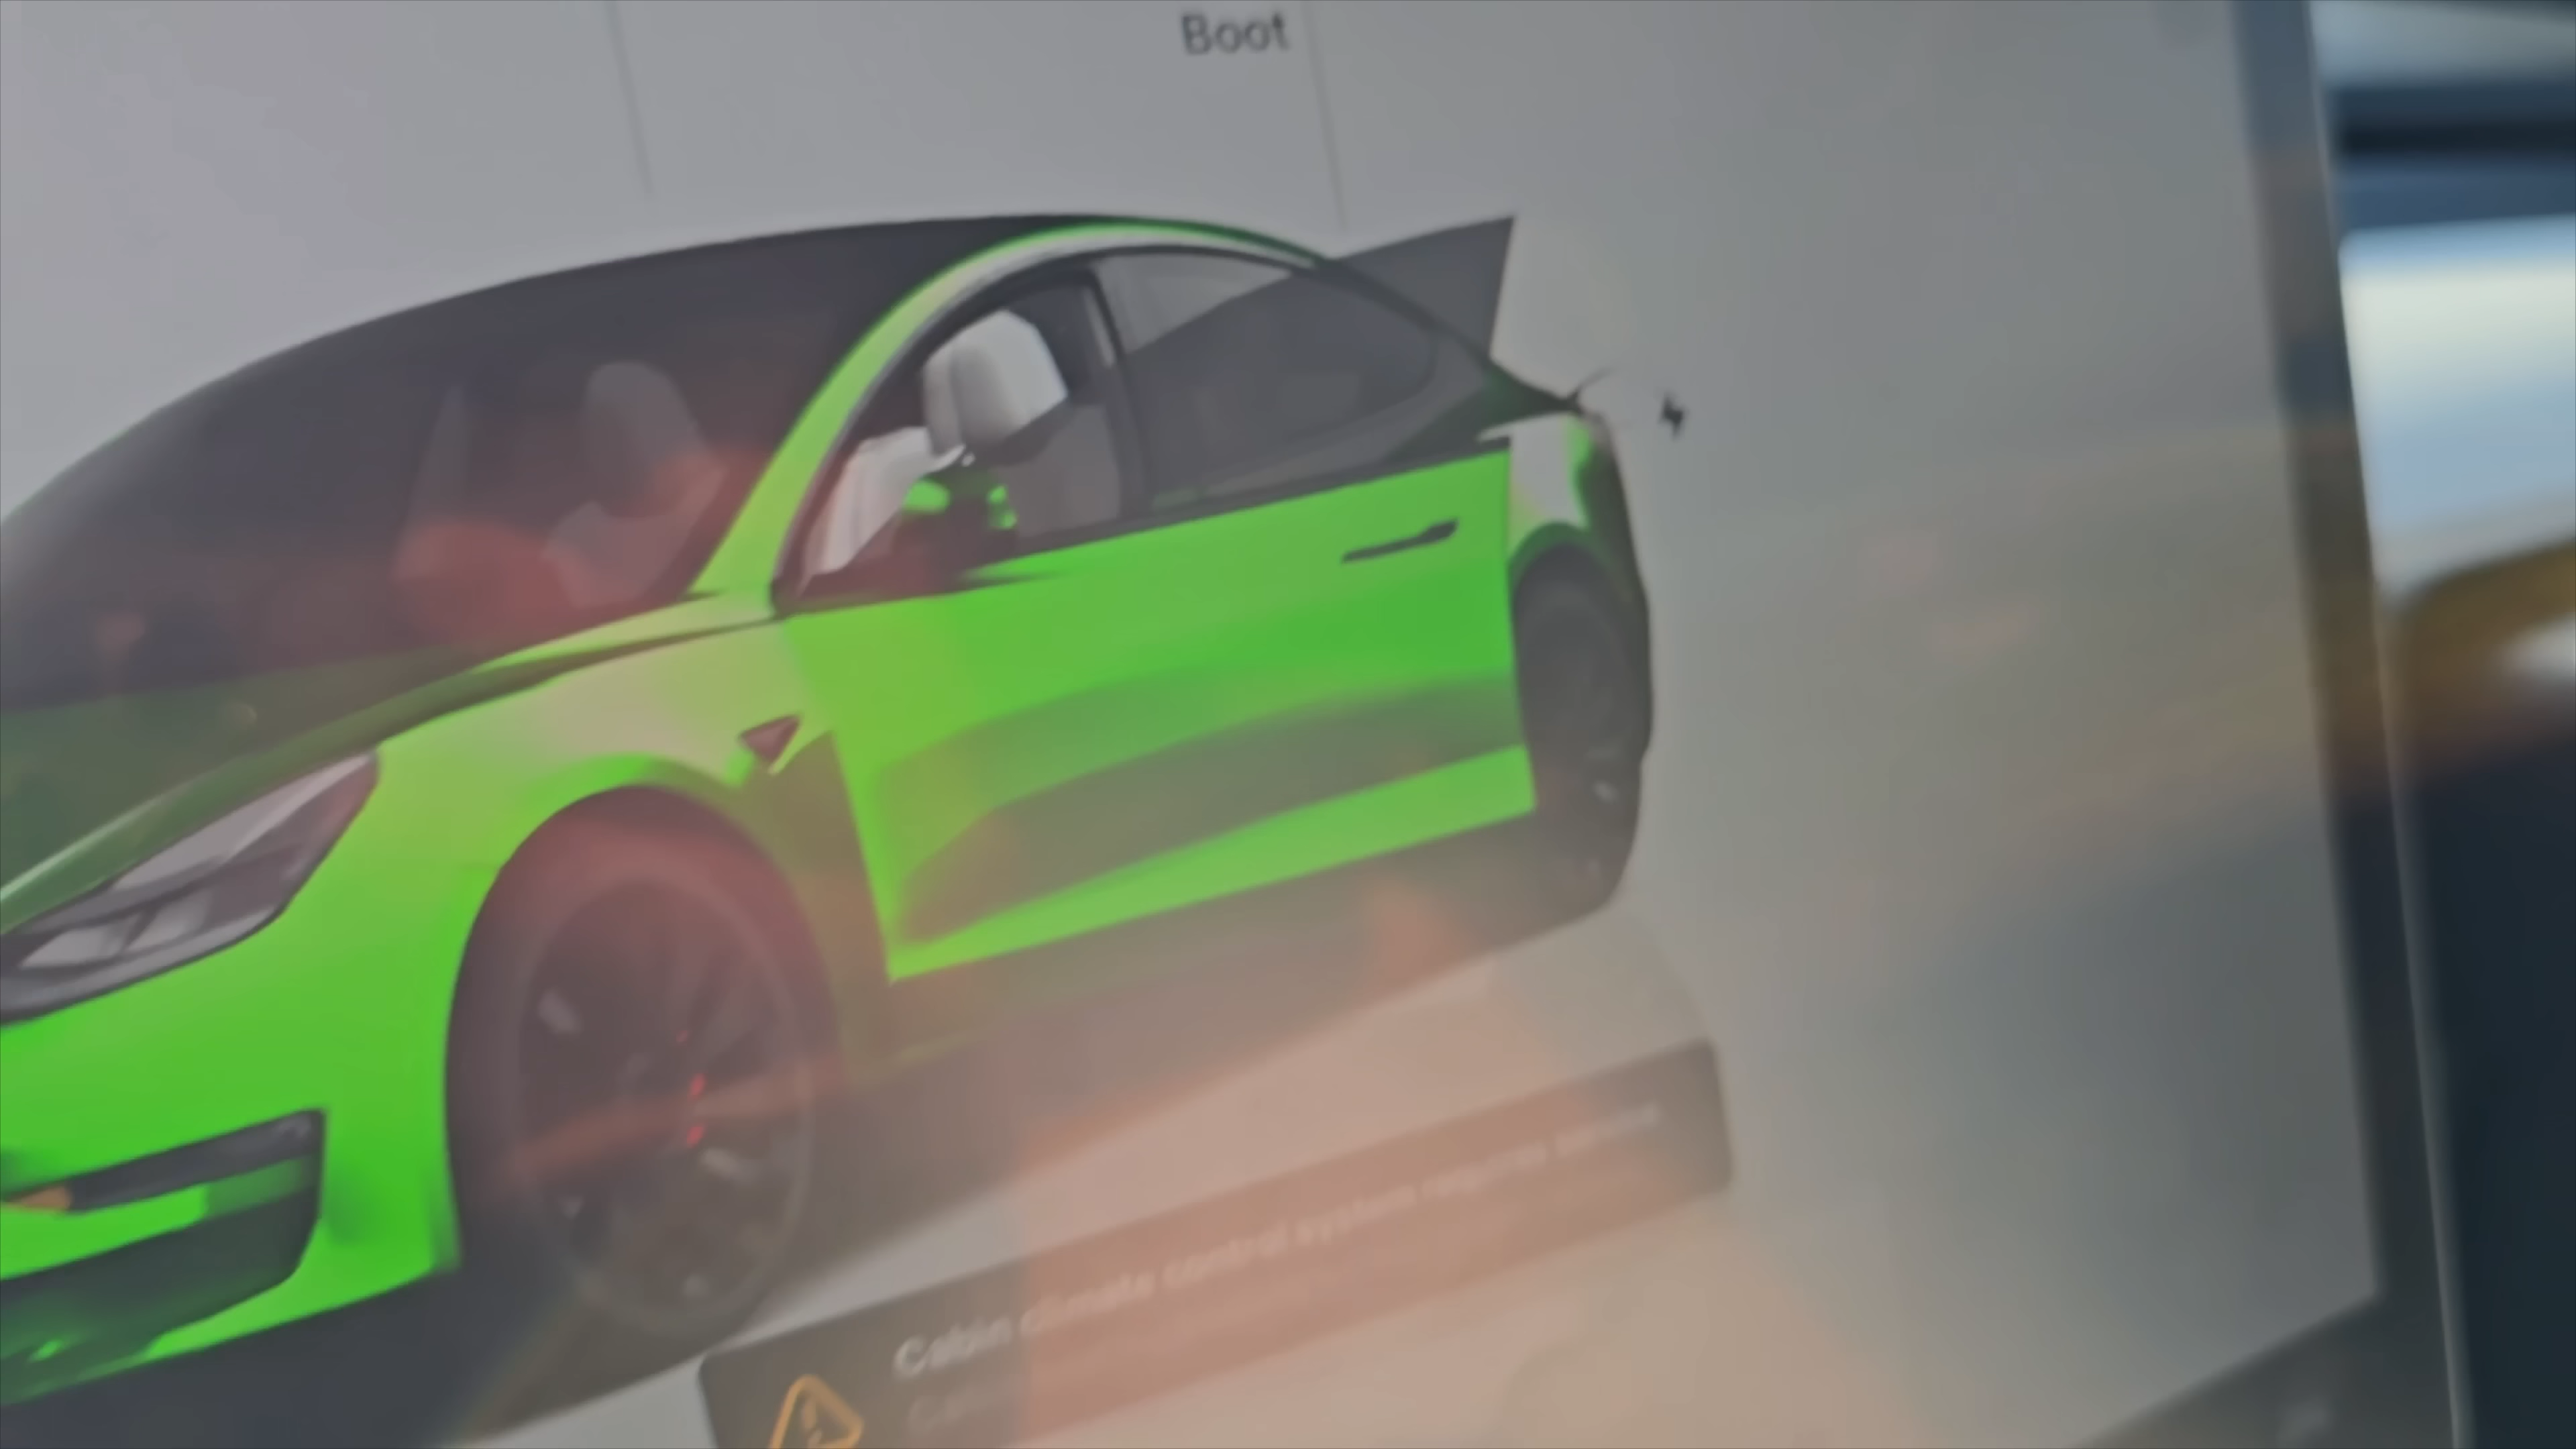 Boot
Cabin climate control system requires service